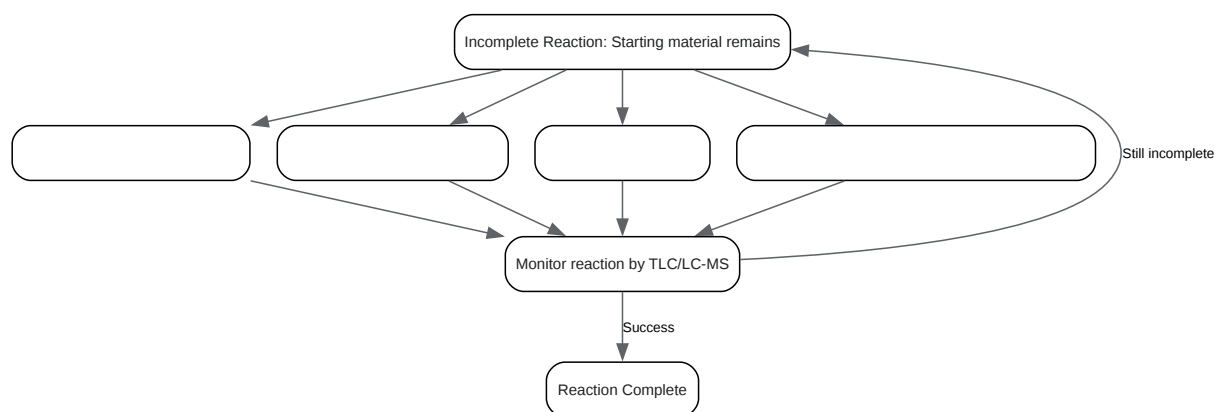 Incomplete Reaction: Starting material remains
Still incomplete
Monitor reaction by TLC/LC-MS
Success
Reaction Complete